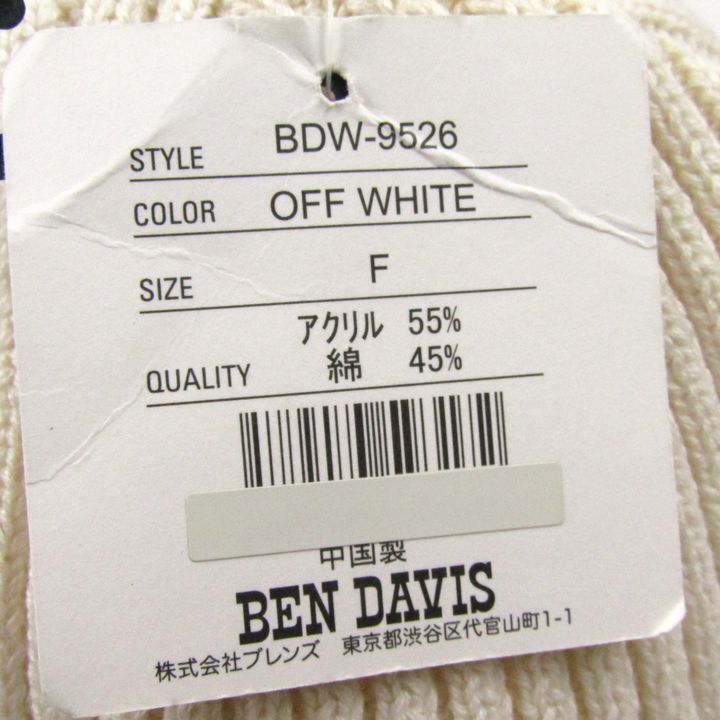 STYLE BDW-9526
COLOR OFF WHITE
SIZE F
アクリル 55%
QUALITY 綿 45%
中国製
BEN DAVIS
株式会社ブレンズ 東京都渋谷区代官山町1-1